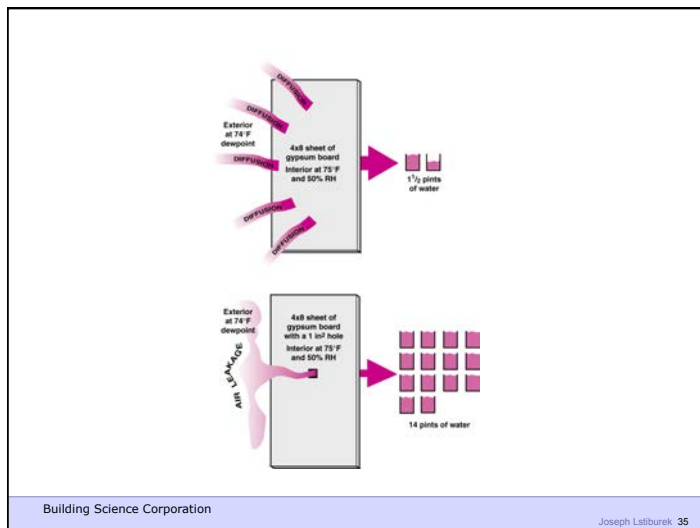 DIFFUSION
DIFFUSION
Exterior
at 74°F
dewpoint
DIFFUSION
4x8 sheet of
gypsum board
Interior at 75°F
and 50% RH
DIFFUSION
DIFFUSION
1 1/2 pints
of water
Exterior
at 74°F
dewpoint
AIR LEAKAGE
4x8 sheet of
gypsum board
with a 1 in² hole
Interior at 75°F
and 50% RH
14 pints of water
Building Science Corporation
Joseph Lstiburek 35